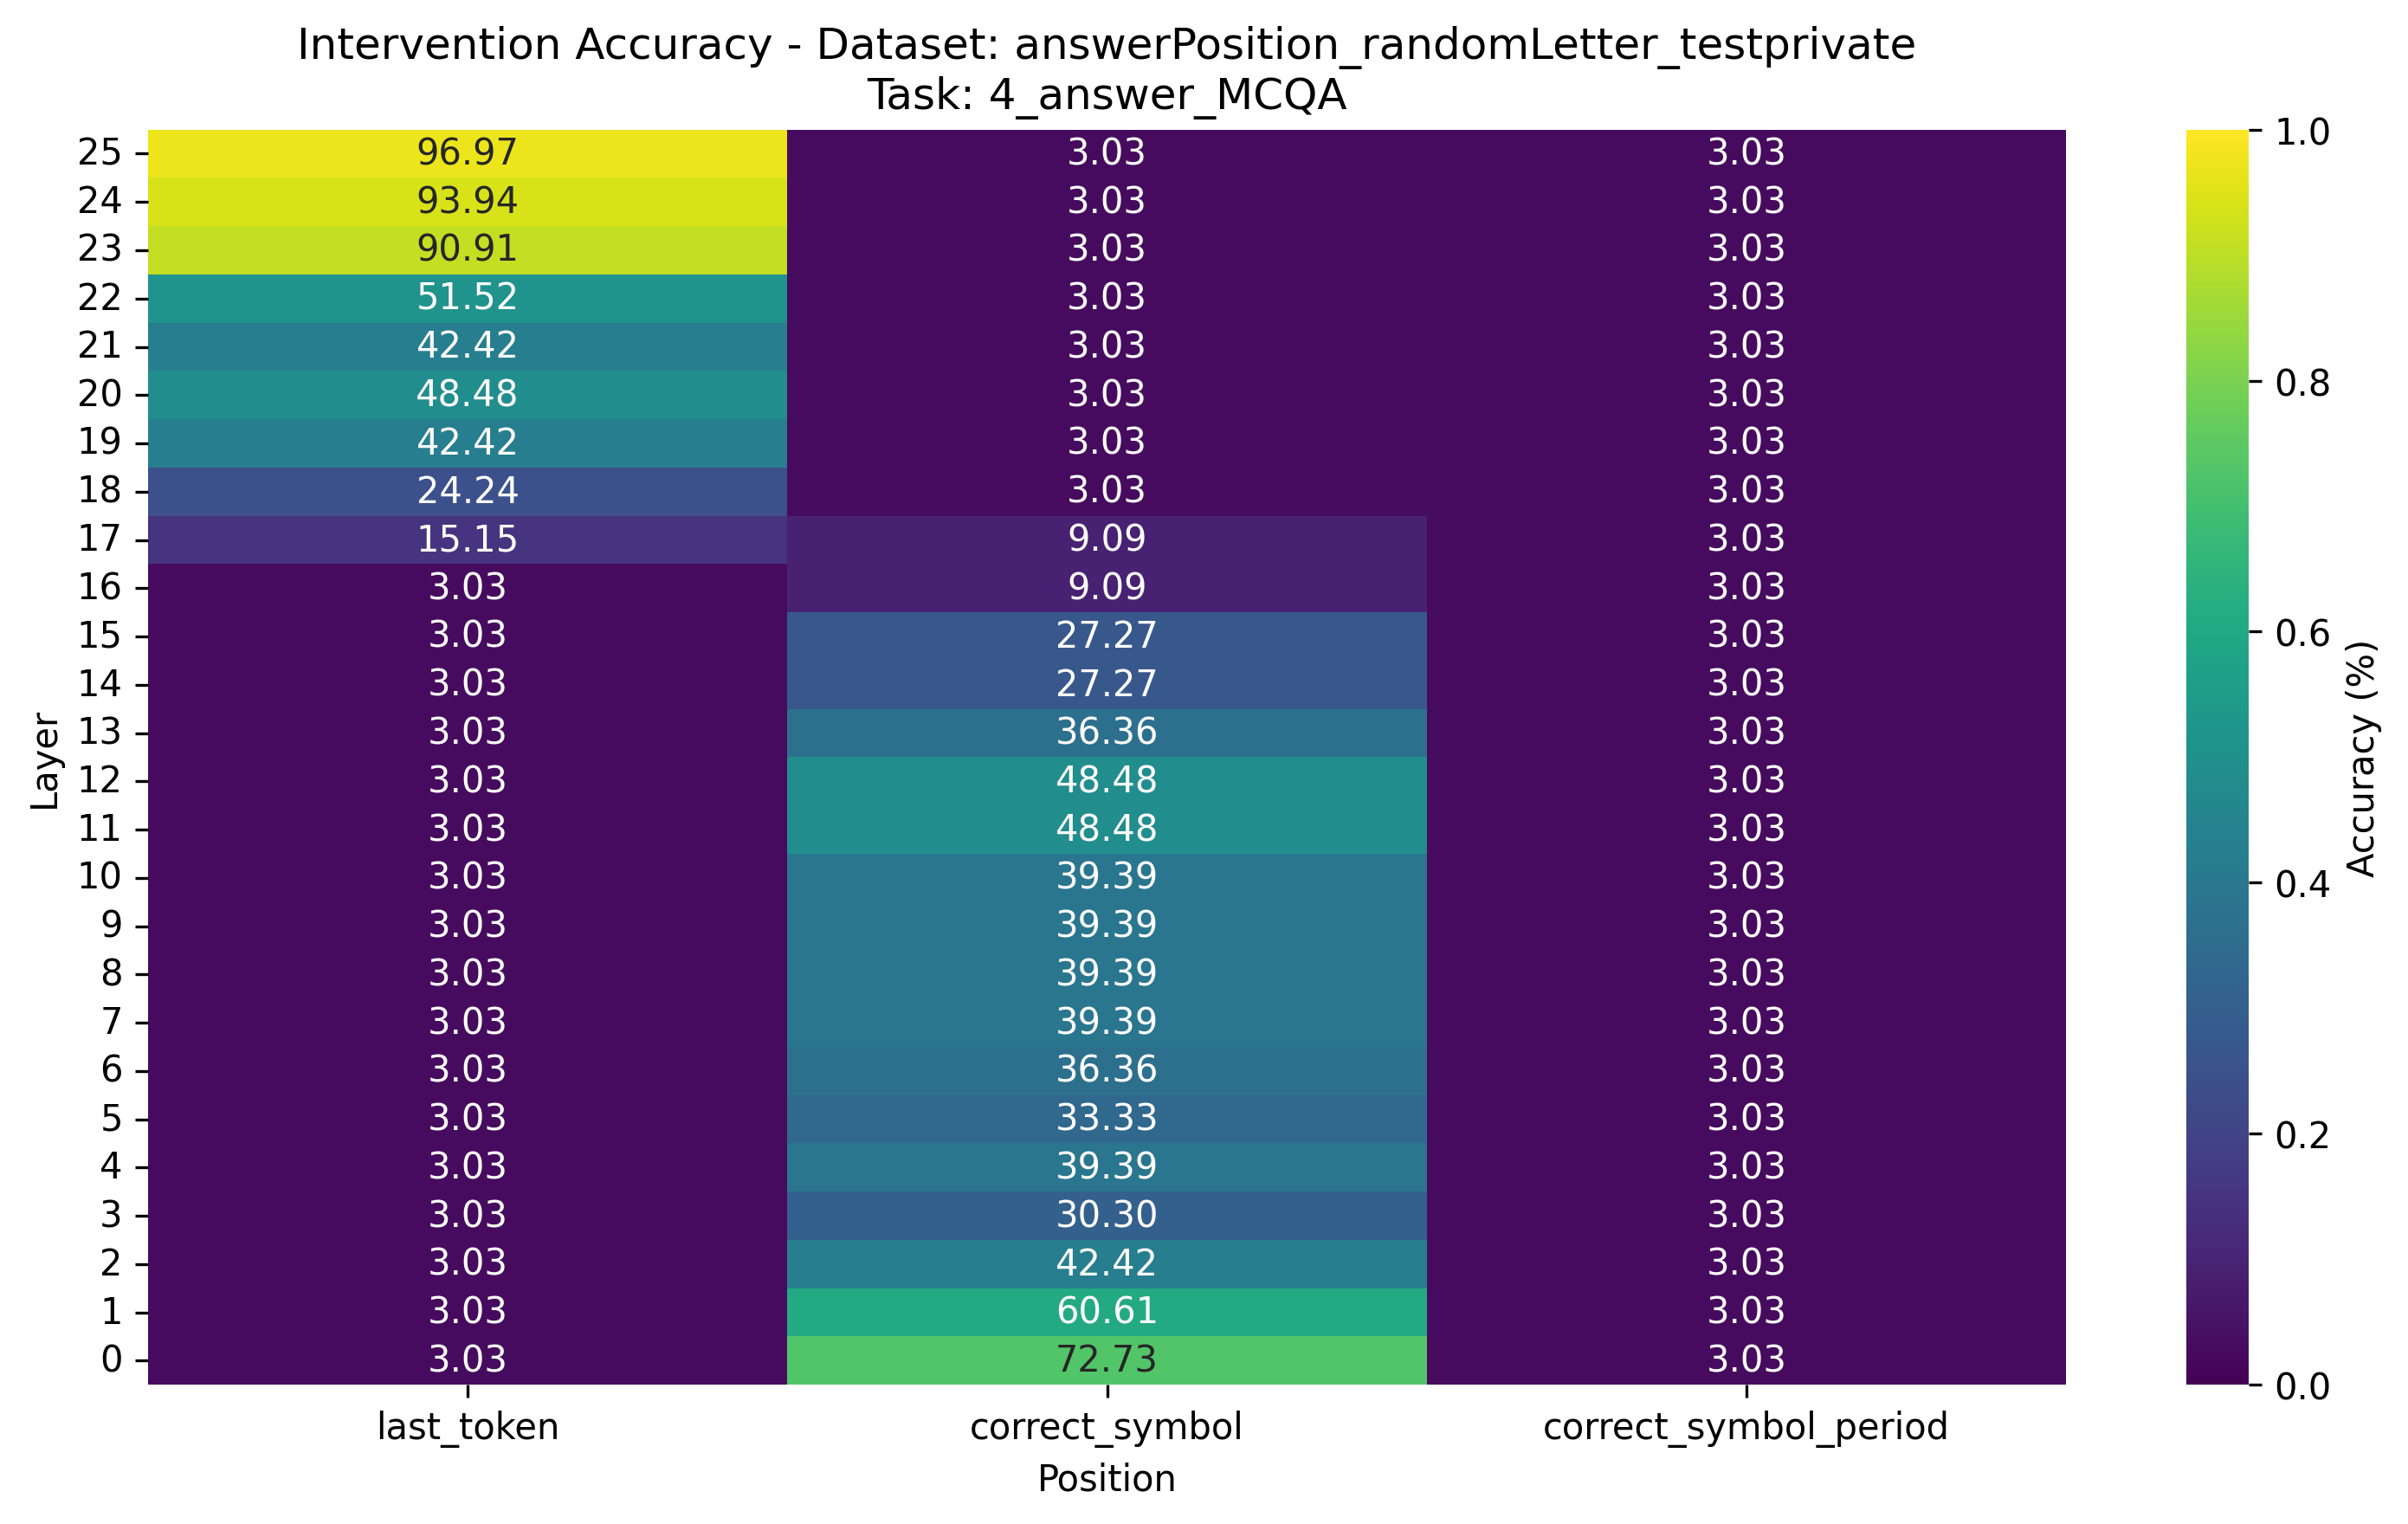 Intervention Accuracy - Dataset: answerPosition_randomLetter_testprivate
Task: 4_answer_MCQA
25 96.97 3.03 3.03
24 93.94 3.03 3.03
23 90.91 3.03 3.03
22 51.52 3.03 3.03
21 42.42 3.03 3.03
20 48.48 3.03 3.03
19 42.42 3.03 3.03
18 24.24 3.03 3.03
17 15.15 9.09 3.03
16 3.03 9.09 3.03
15 3.03 27.27 3.03
14 3.03 27.27 3.03
13 3.03 36.36 3.03
12 3.03 48.48 3.03
11 3.03 48.48 3.03
10 3.03 39.39 3.03
9 3.03 39.39 3.03
8 3.03 39.39 3.03
7 3.03 39.39 3.03
6 3.03 36.36 3.03
5 3.03 33.33 3.03
4 3.03 39.39 3.03
3 3.03 30.30 3.03
2 3.03 42.42 3.03
1 3.03 60.61 3.03
0 3.03 72.73 3.03
last_token correct_symbol correct_symbol_period
Position
Layer
1.0
0.8
0.6
0.4
0.2
0.0
Accuracy (%)